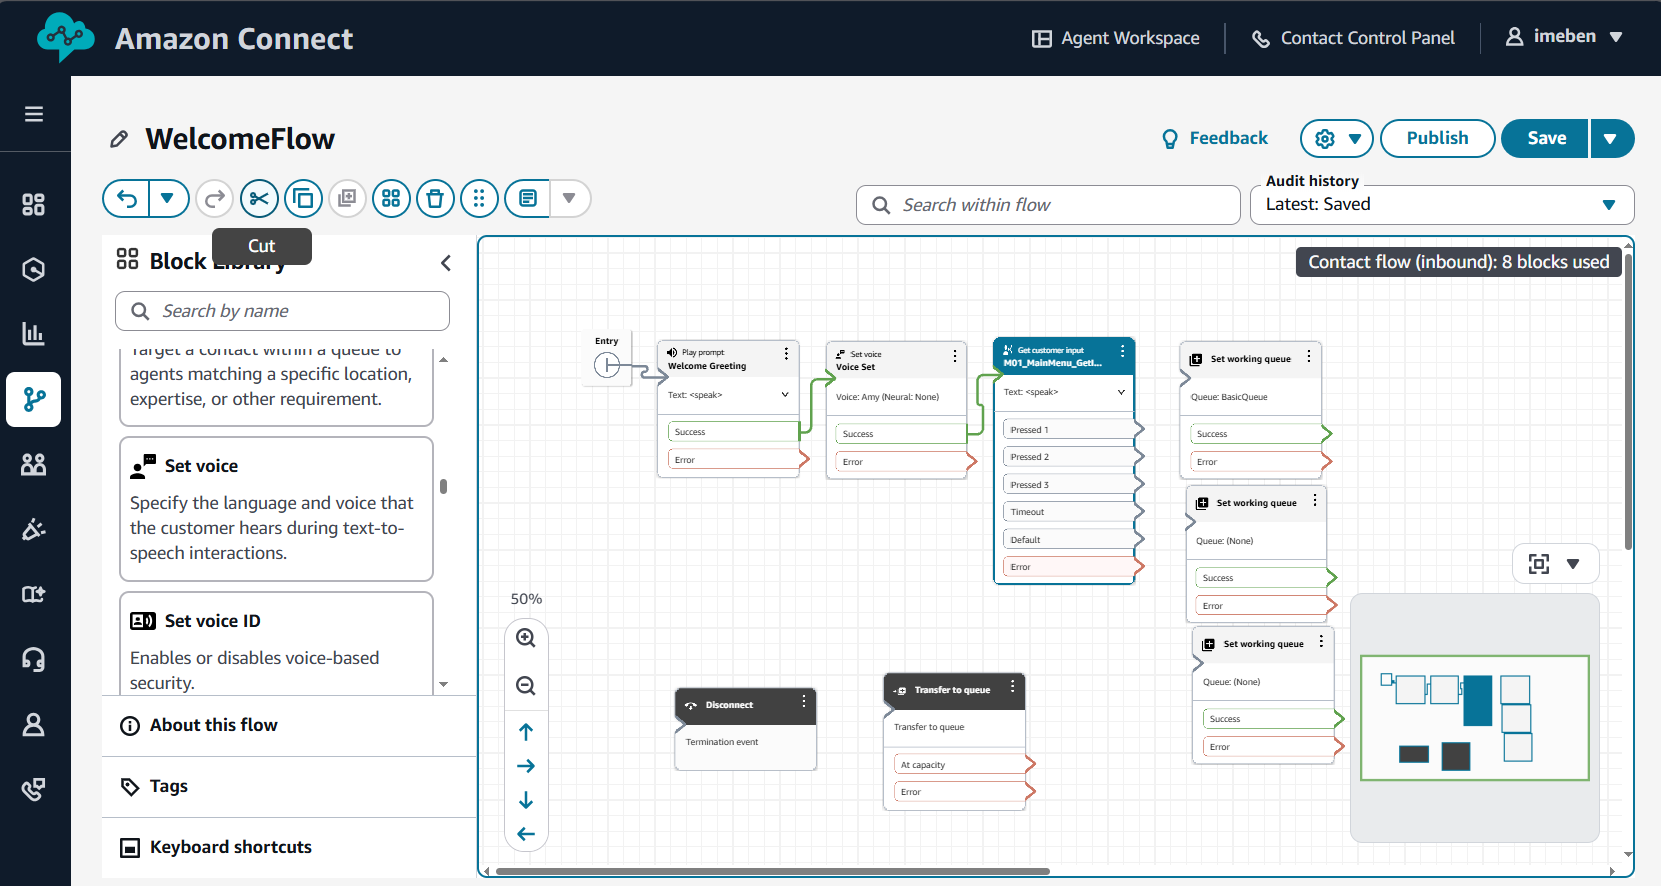 Amazon Connect
Agent Workspace
Contact Control Panel
imeben
WelcomeFlow
Feedback
Publish
Save
Search within flow
Audit history
Latest: Saved
Cut
Block Library
Search by name
Target a contact within a queue to
agents matching a specific location,
expertise, or other requirement.
Set voice
Specify the language and voice that
the customer hears during text-to-
speech interactions.
Set voice ID
Enables or disables voice-based
security.
About this flow
Tags
Keyboard shortcuts
Contact flow (inbound): 8 blocks used
Entry
Play prompt
Welcome Greeting
Text: <speak>
Success
Error
Set voice
Voice Set
Voice: Amy (Neural: None)
Success
Error
Get customer input
M01_MainMenu_GetI...
Text: <speak>
Pressed 1
Pressed 2
Pressed 3
Timeout
Default
Error
Set working queue
Queue: BasicQueue
Success
Error
Set working queue
Queue: (None)
Success
Error
Set working queue
Queue: (None)
Success
Error
50%
Disconnect
Termination event
Transfer to queue
Transfer to queue
At capacity
Error